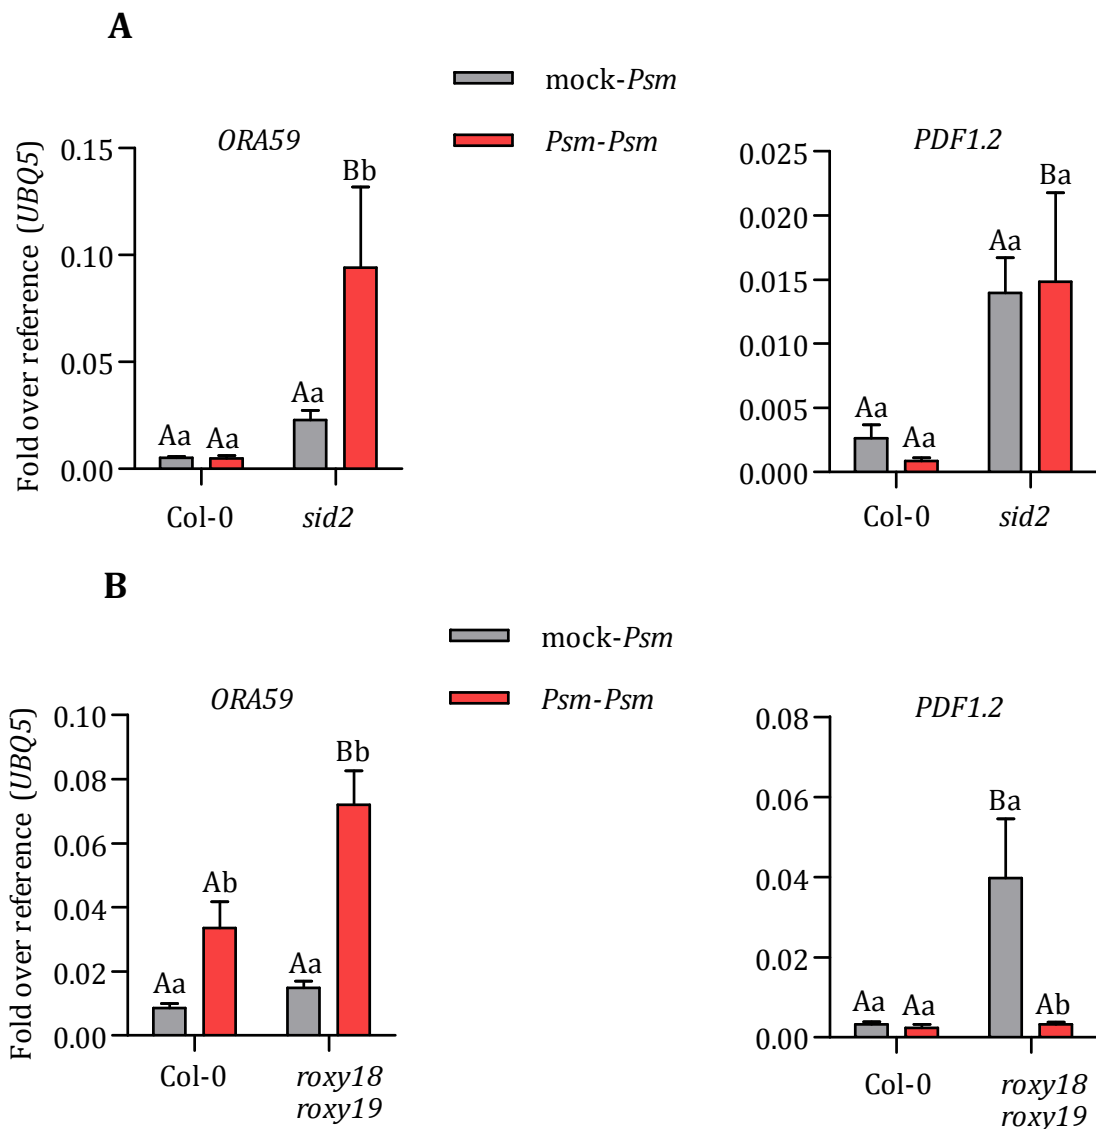 A
mock-Psm
Psm-Psm
ORA59
Fold over reference (UBQ5)
0.15
0.10
0.05
0.00
Aa
Aa
Aa
Bb
Col-0
sid2
PDF1.2
0.025
0.020
0.015
0.010
0.005
0.000
Aa
Aa
Aa
Ba
Col-0
sid2
B
mock-Psm
Psm-Psm
ORA59
Fold over reference (UBQ5)
0.10
0.08
0.06
0.04
0.02
0.00
Aa
Ab
Aa
Bb
Col-0
roxy18
roxy19
PDF1.2
0.08
0.06
0.04
0.02
0.00
Aa
Aa
Ba
Ab
Col-0
roxy18
roxy19